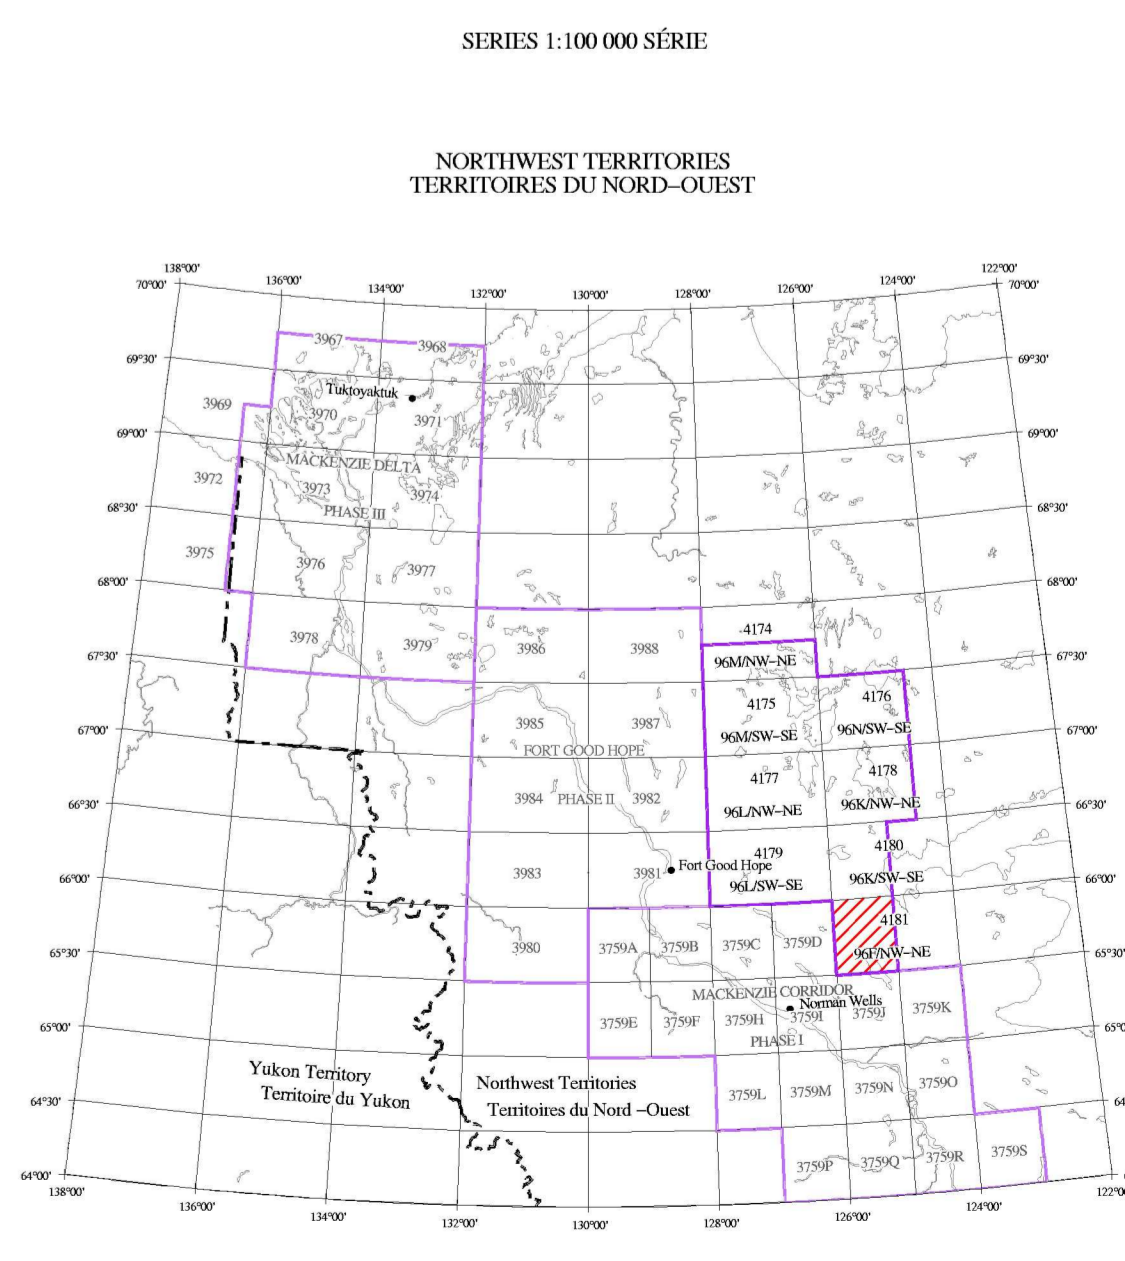 SERIES 1:100 000 SÉRIE
NORTHWEST TERRITORIES
TERRITOIRES DU NORD–OUEST
138°00'
136°00'
134°00'
132°00'
130°00'
128°00'
126°00'
124°00'
122°00'
70°00'
70°00'
3967
3968
69°30'
69°30'
Tuktoyaktuk
3969
3970
3971
69°00'
69°00'
MACKENZIE DELTA
3972
3973
3974
68°30'
68°30'
PHASE III
3975
3976
3977
68°00'
68°00'
4174
3978
3979
3986
3988
96M/NW–NE
67°30'
67°30'
4175
4176
3985
3987
96M/SW–SE
96N/SW–SE
67°00'
67°00'
FORT GOOD HOPE
4177
4178
3984
PHASE II
3982
96L/NW–NE
96K/NW–NE
66°30'
66°30'
4179
4180
3983
3981
Fort Good Hope
96L/SW–SE
96K/SW–SE
66°00'
66°00'
4181
3980
3759A
3759B
3759C
3759D
96F/NW–NE
65°30'
65°30'
MACKENZIE CORRIDOR
Norman Wells
3759E
3759F
3759H
3759I
3759J
3759K
65°00'
65°0
PHASE I
Yukon Territory
Territoire du Yukon
Northwest Territories
Territoires du Nord –Ouest
3759L
3759M
3759N
3759O
64°30'
64
3759P
3759Q
3759R
3759S
64°00'
138°00'
136°00'
134°00'
132°00'
130°00'
128°00'
126°00'
124°00'
122°0